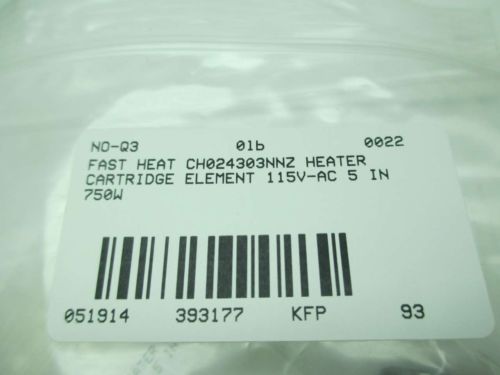 NO-Q3 01b 0022
FAST HEAT CH024303NNZ HEATER
CARTRIDGE ELEMENT 115V-AC 5 IN
750W
051914 393177 KFP 93